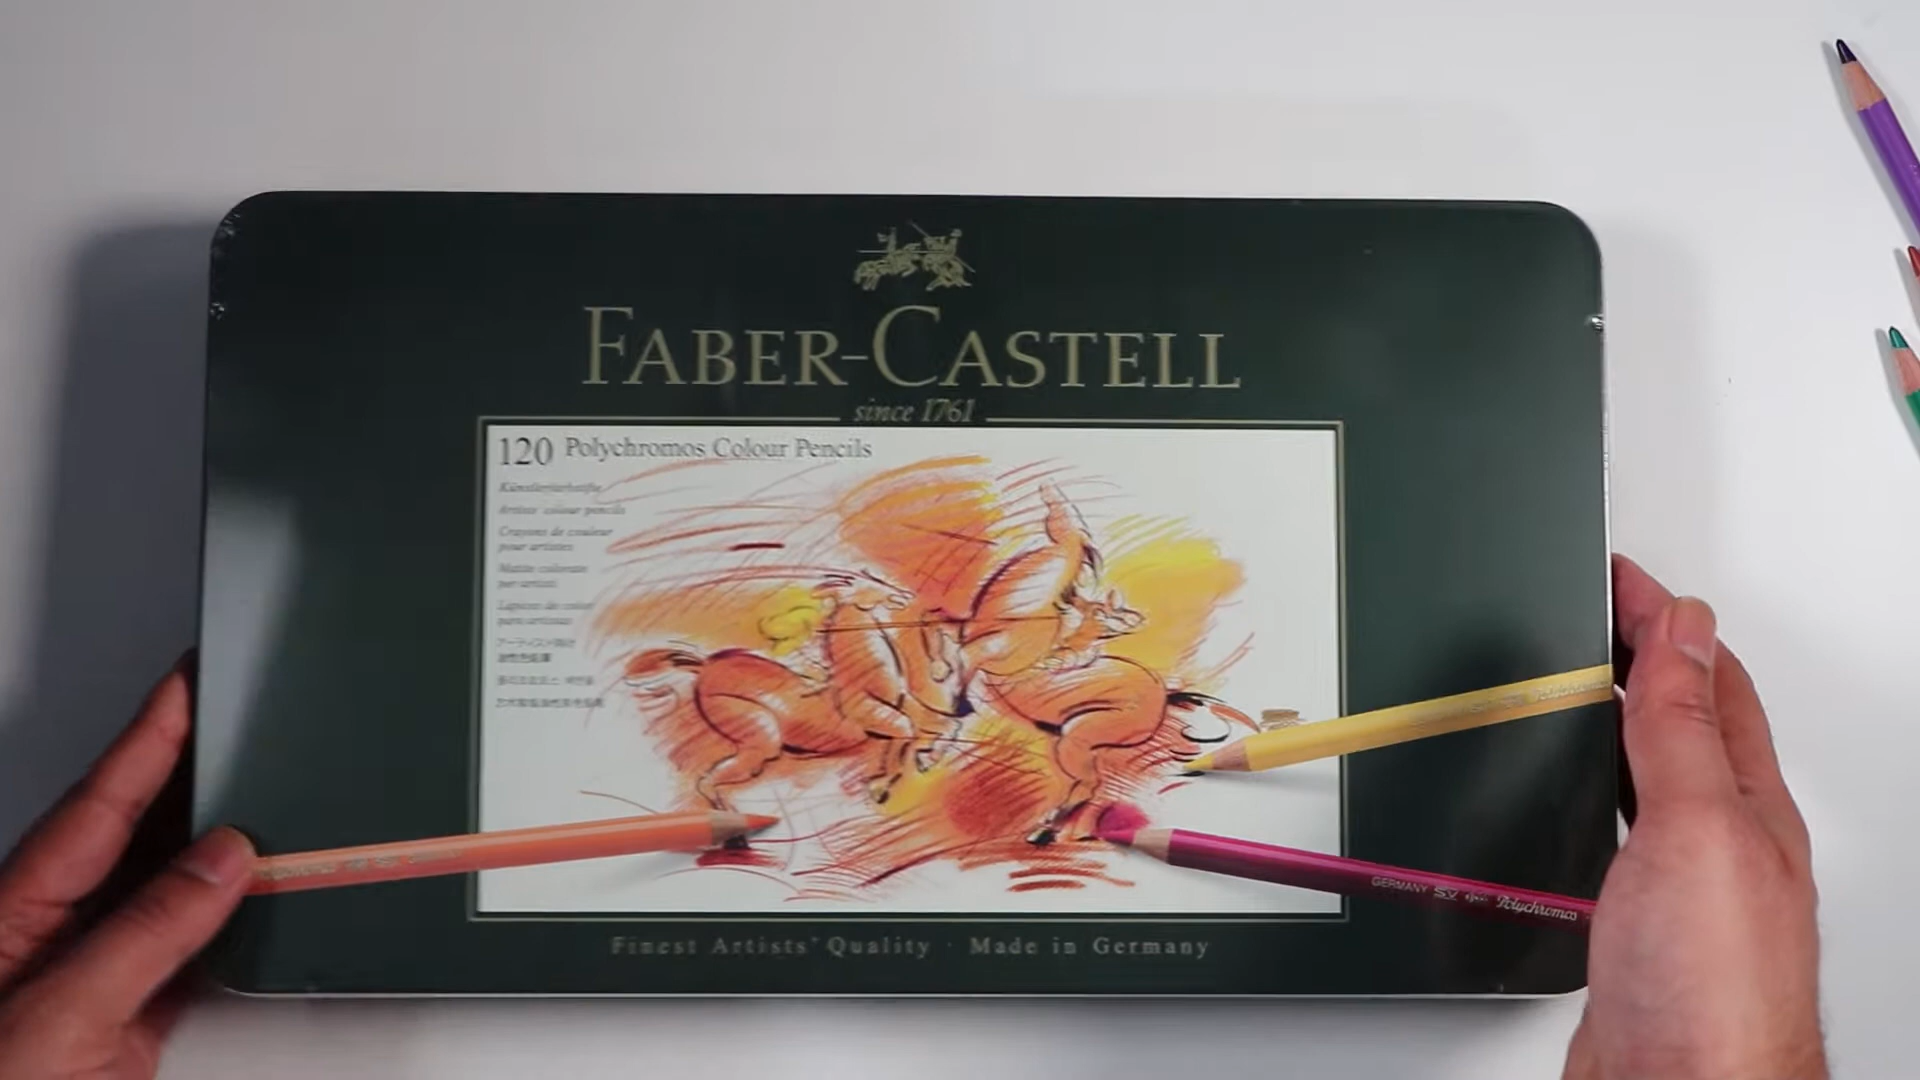 FABER-CASTELL
since 1761
120 Polychromos Colour Pencils
Künstlerfarbstifte
Artists' colour pencils
Crayons de couleur
pour artistes
Matite colorate
per artisti
Lápices de color
para artistas
Finest Artists' Quality · Made in Germany
Polychromos
GERMANY SV Polychromos